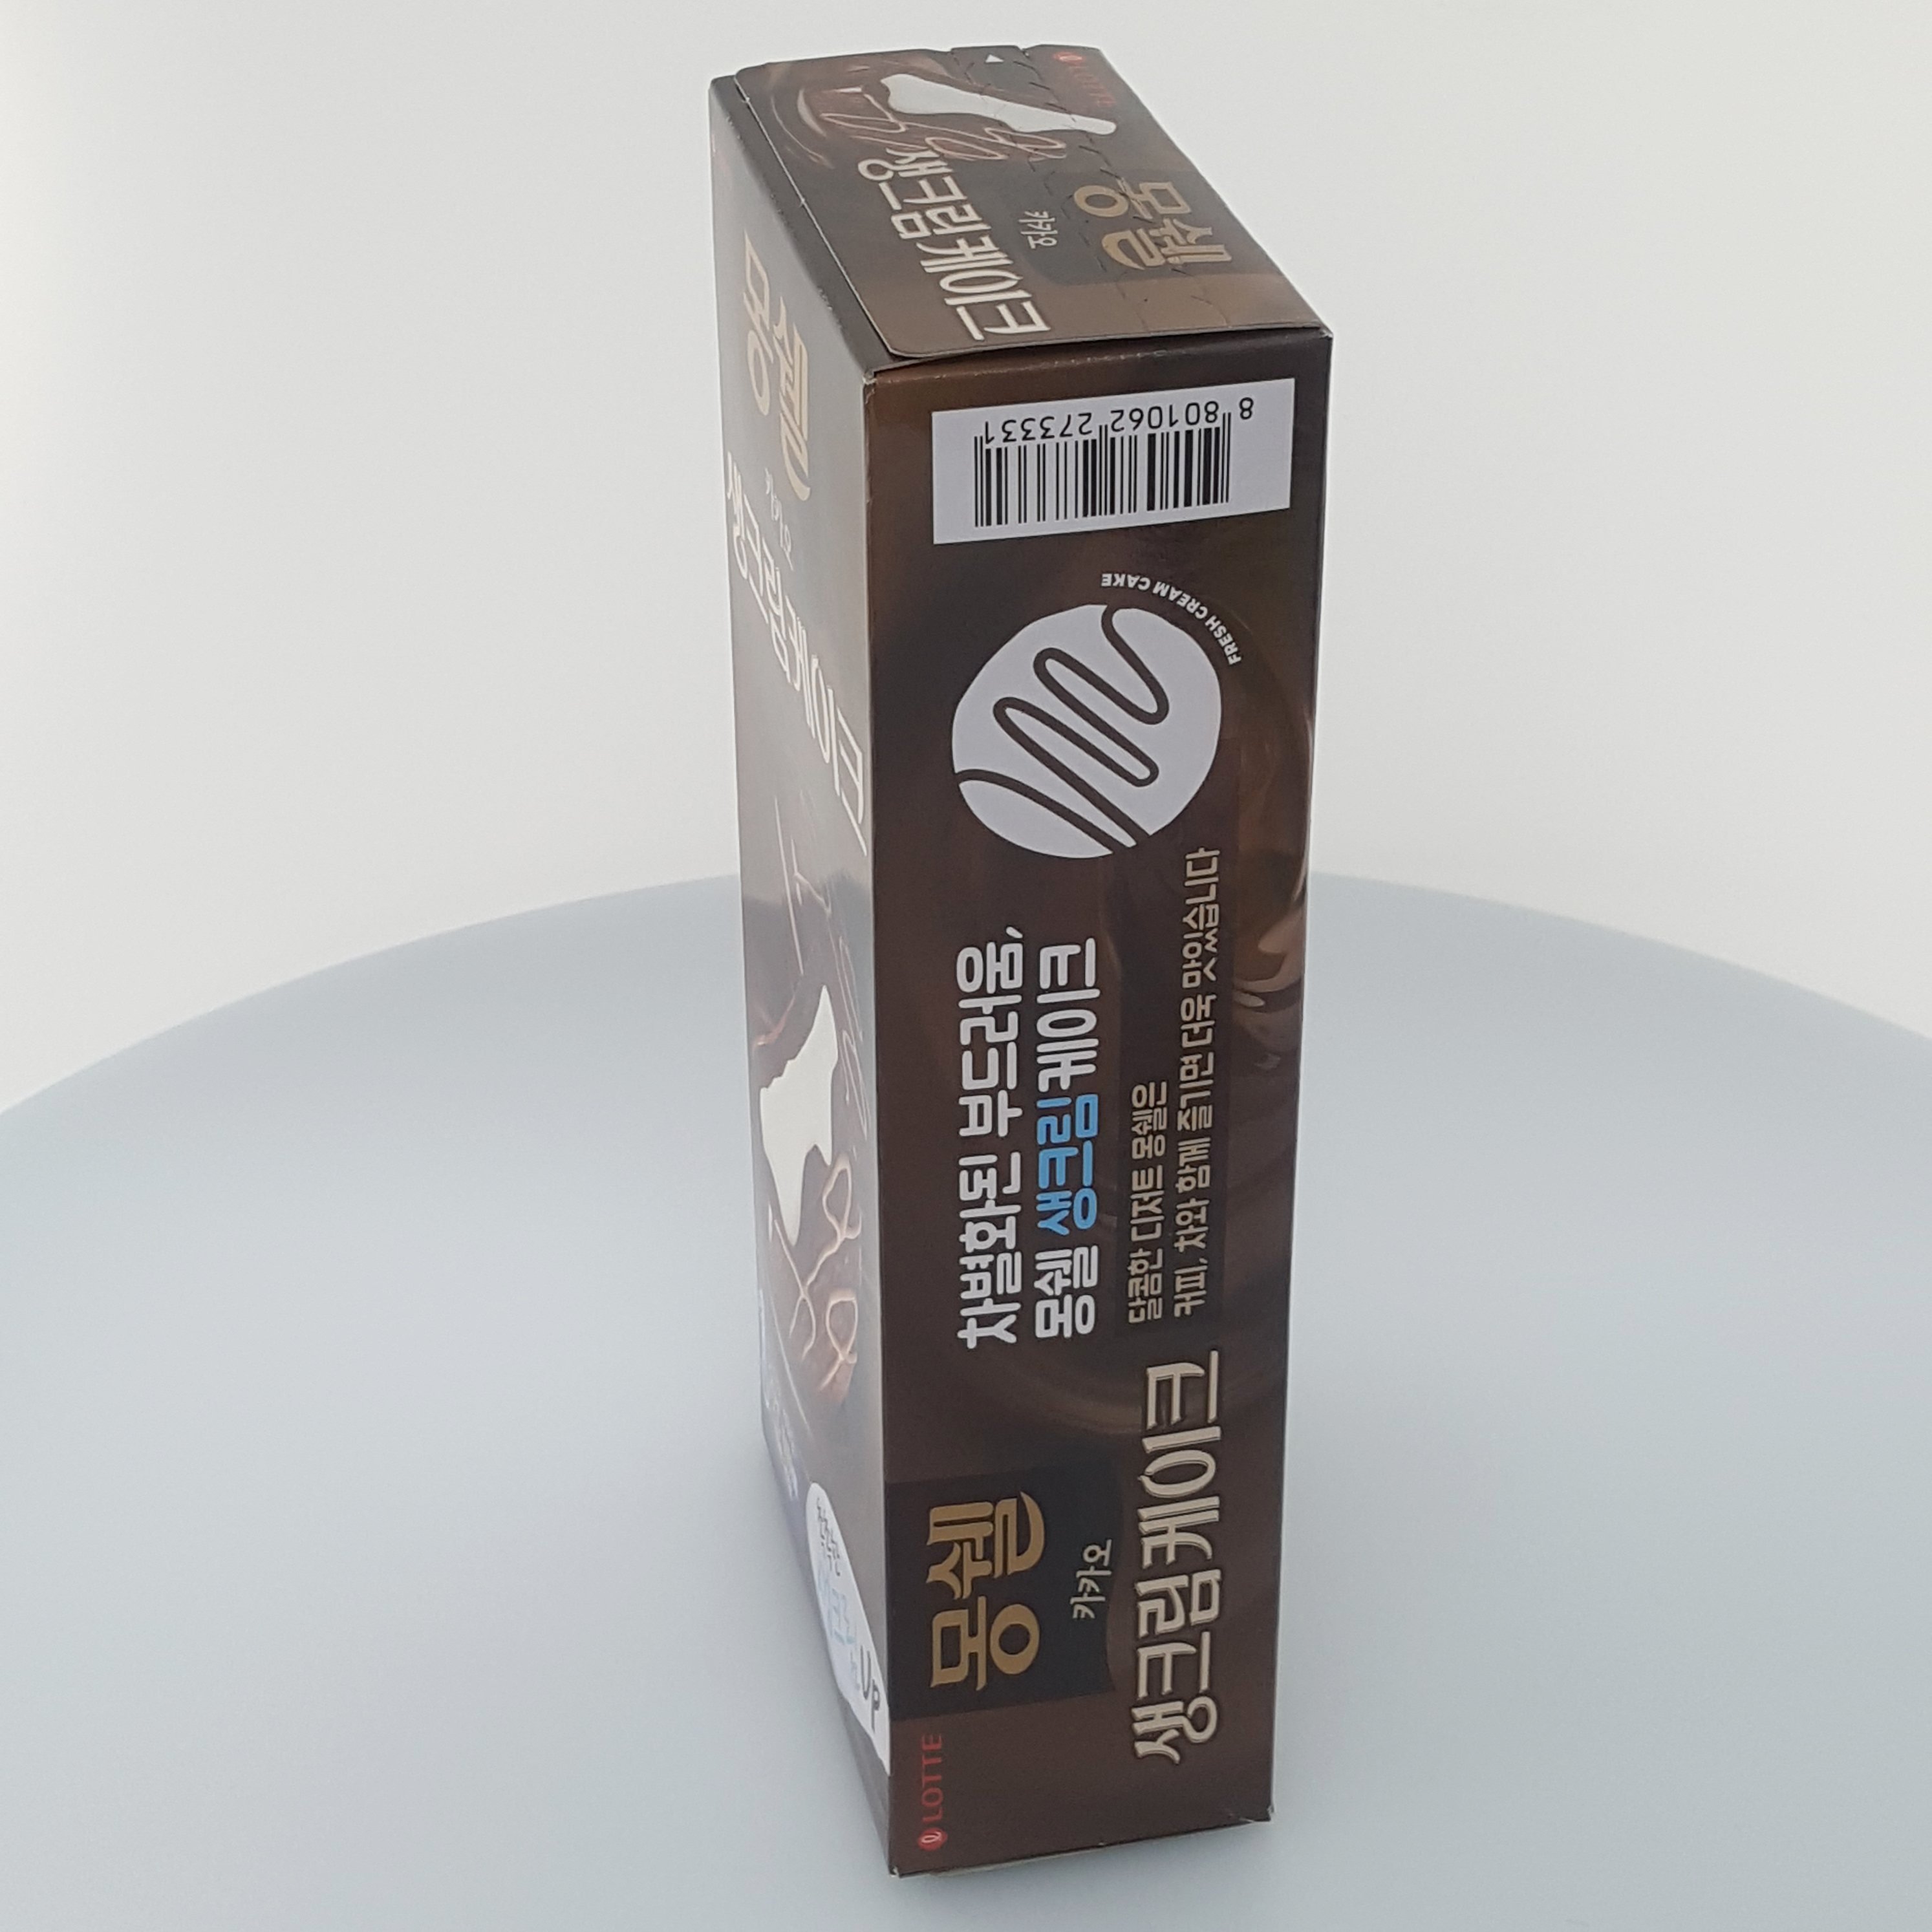 LOTTE
몽쉘
카카오
생크림케이크
8 801062 273331
FRESH CREAM CAKE
차별화된 부드러움,
몽쉘 생크림케이크
달콤한 디저트 몽쉘은
커피, 차와 함께 즐기면 더욱 맛있습니다
몽쉘
카카오
생크림케이크
LOTTE
몽쉘
카카오
생크림케이크
촉촉한
UP